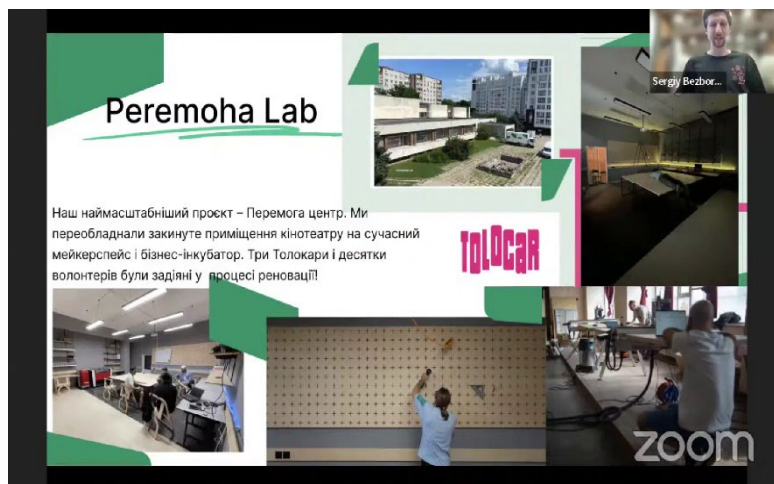 Sergiy Bezbor...
Peremoha Lab
Наш наймасштабніший проєкт – Перемога центр. Ми
переобладнали закинуте приміщення кінотеатру на сучасний
мейкерспейс і бізнес-інкубатор. Три Толокари і десятки
волонтерів були задіяні у процесі реновації!
TOLOCAR
zoom